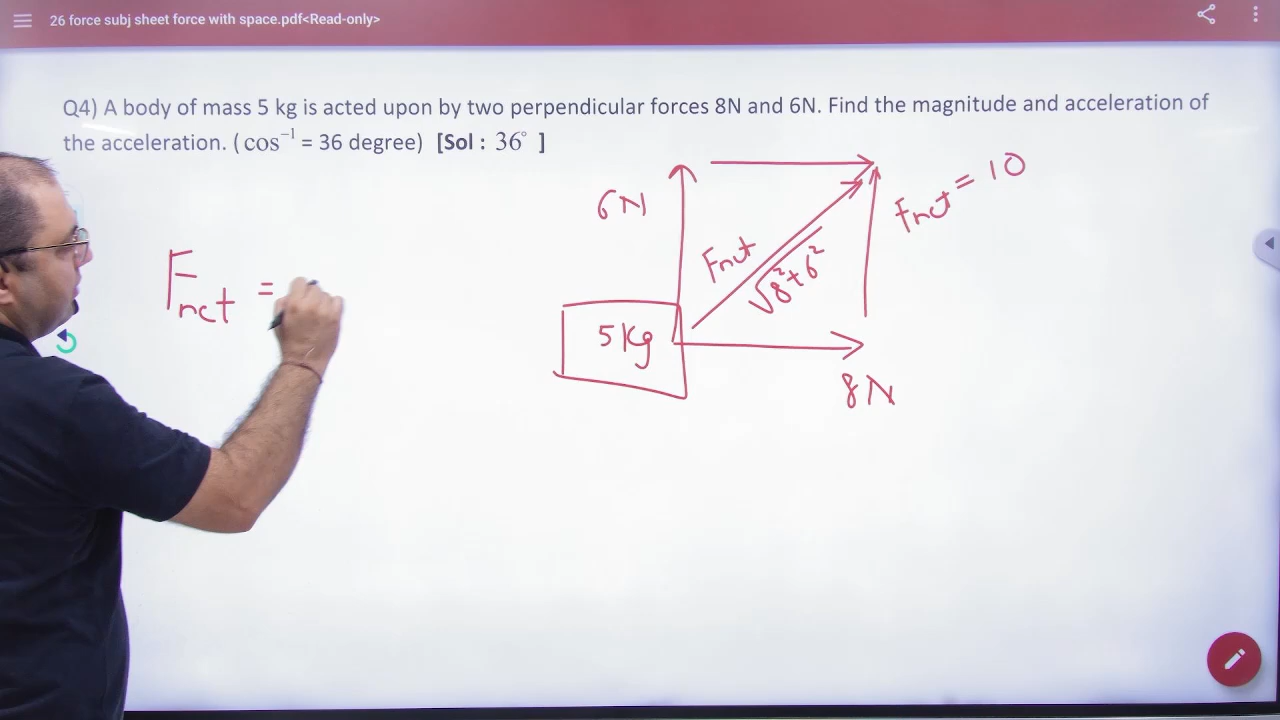 26 force subj sheet force with space.pdf<Read-only>
Q4) A body of mass 5 kg is acted upon by two perpendicular forces 8N and 6N. Find the magnitude and acceleration of
the acceleration. (cos⁻¹ = 36 degree) [Sol : 36° ]
6N
Fnet = 10
Fnet
√8²+6²
Fnet =
5 Kg
8N